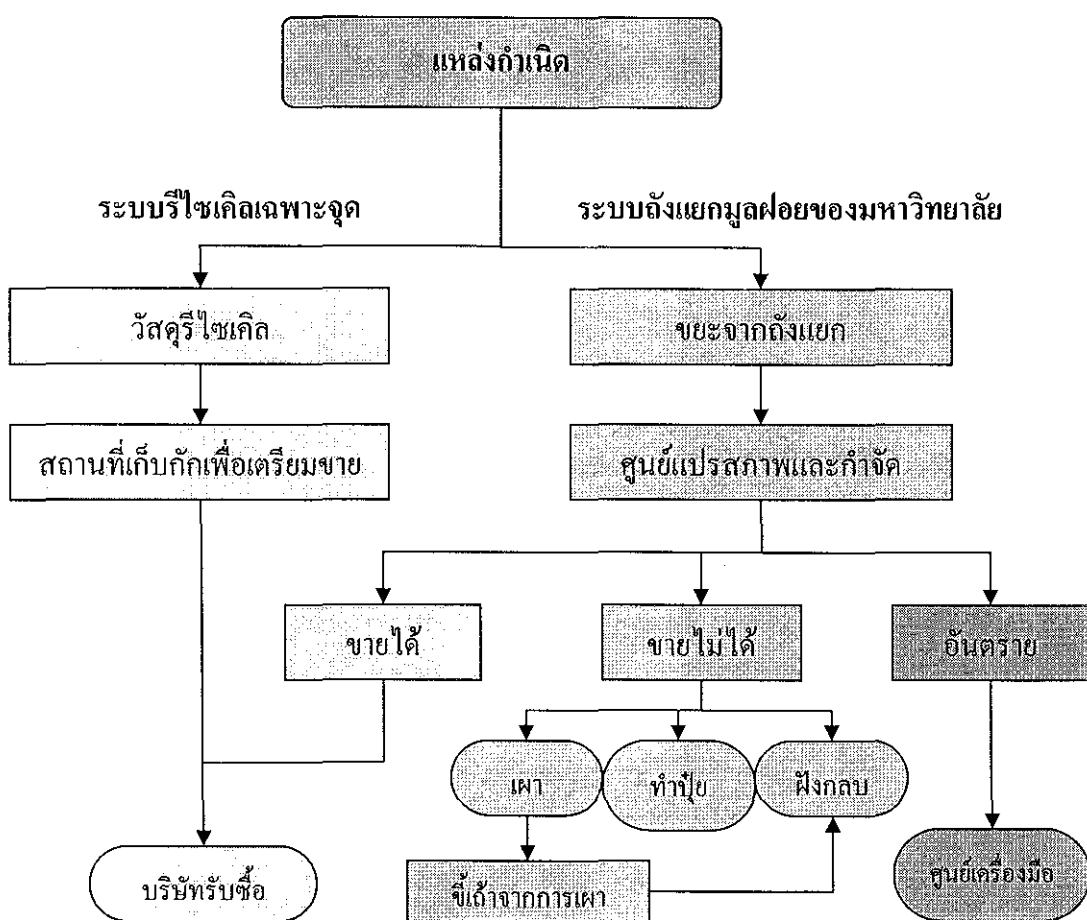 แหล่งกำเนิด
ระบบรีไซเคิลเฉพาะจุด
ระบบถังแยกมูลฝอยของมหาวิทยาลัย
วัสดุรีไซเคิล
ขยะจากถังแยก
สถานที่เก็บกักเพื่อเตรียมขาย
ศูนย์แปรสภาพและกำจัด
ขายได้
ขายไม่ได้
อันตราย
เผา
ทำปุ๋ย
ฝังกลบ
บริษัทรับซื้อ
ขี้เถ้าจากการเผา
ศูนย์เครื่องมือ